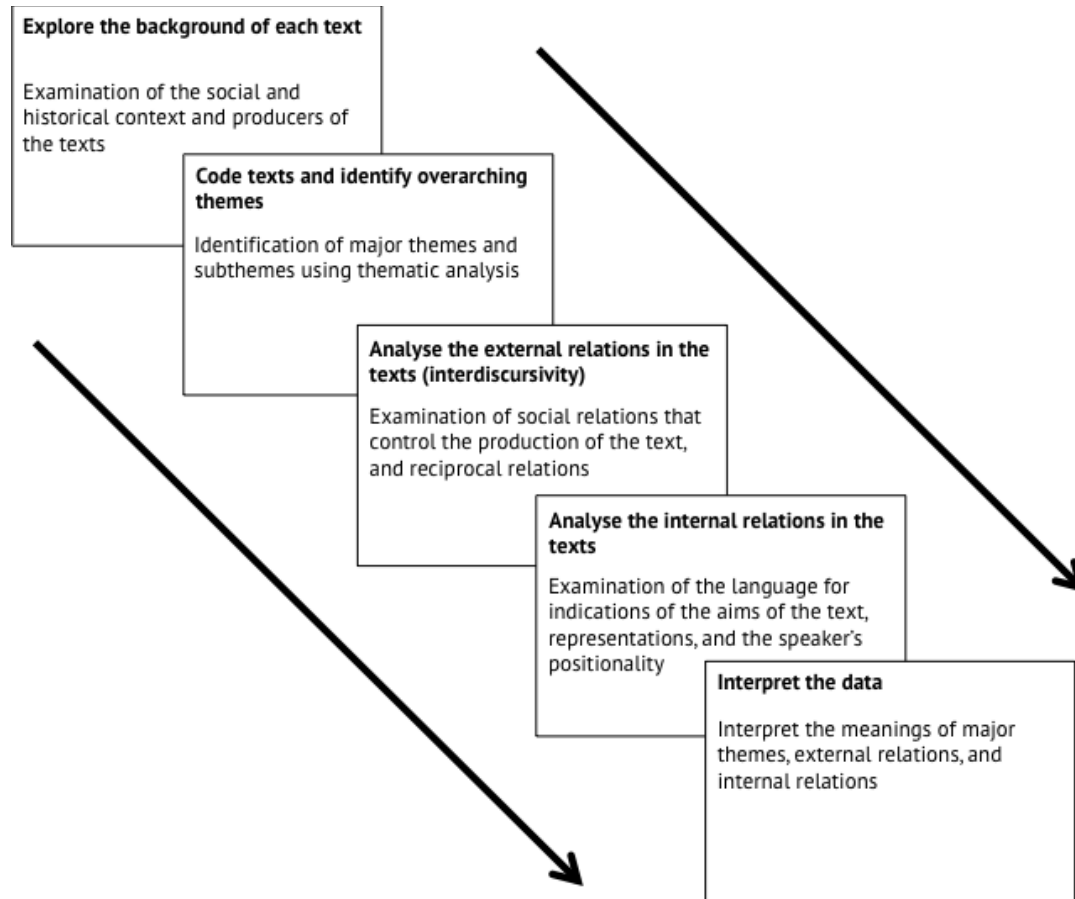 Explore the background of each text
Examination of the social and
historical context and producers of
the texts
Code texts and identify overarching
themes
Identification of major themes and
subthemes using thematic analysis
Analyse the external relations in the
texts (interdiscursivity)
Examination of social relations that
control the production of the text,
and reciprocal relations
Analyse the internal relations in the
texts
Examination of the language for
indications of the aims of the text,
representations, and the speaker's
positionality
Interpret the data
Interpret the meanings of major
themes, external relations, and
internal relations